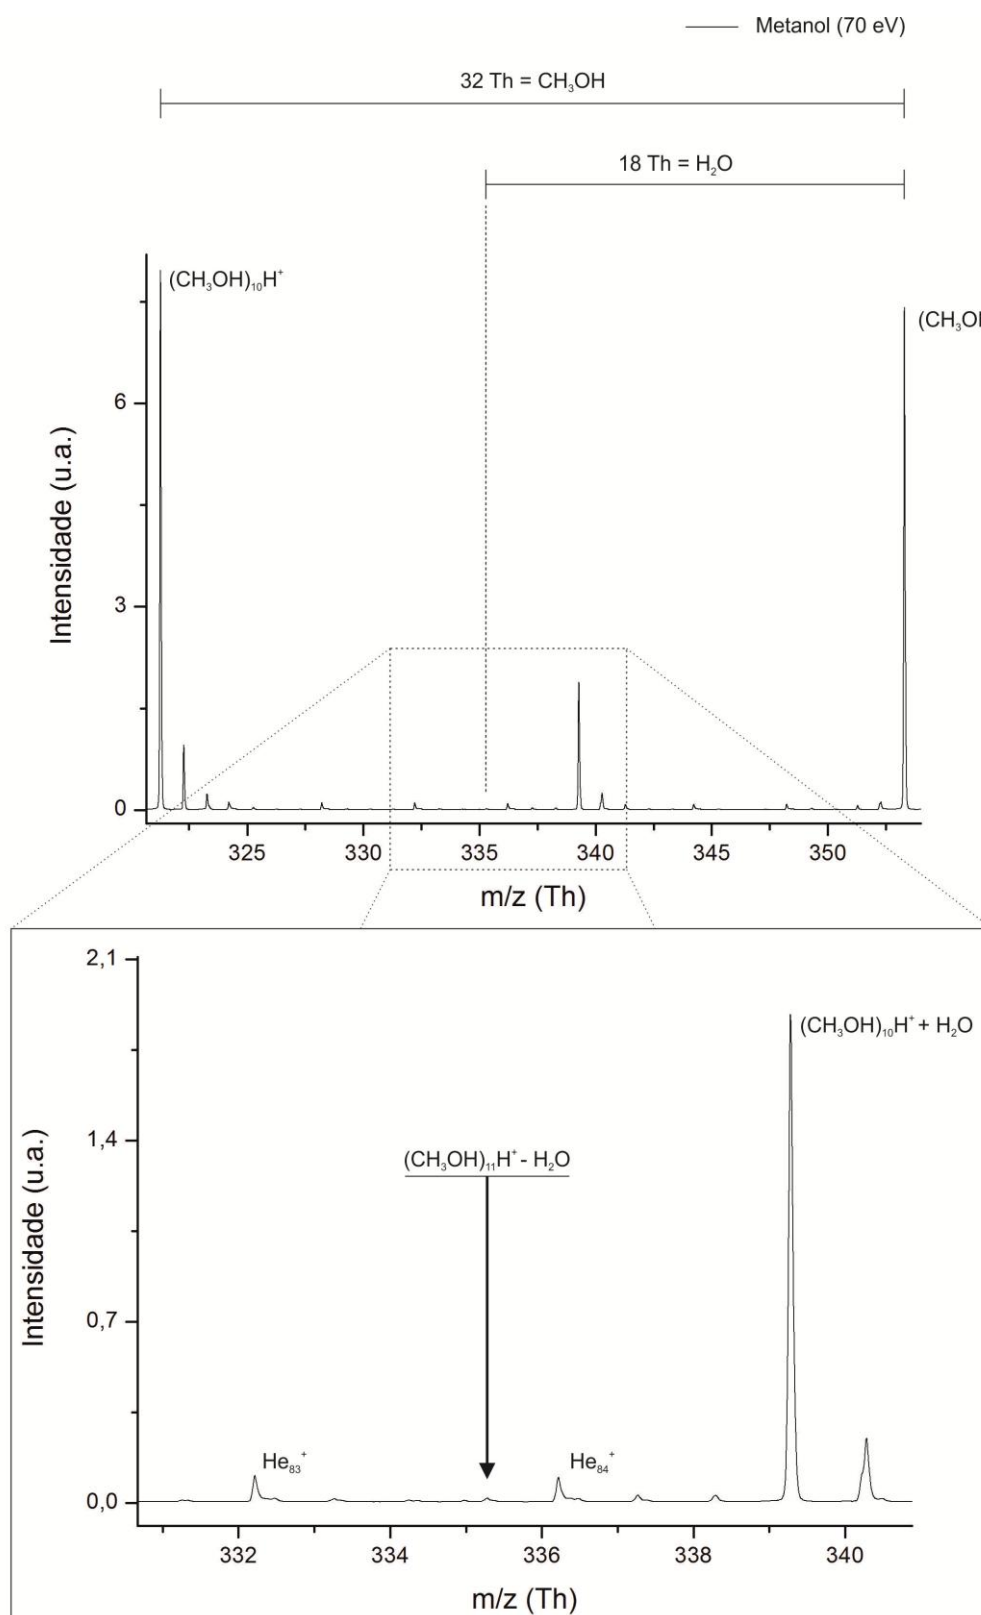 Metanol (70 eV)
32 Th = CH₃OH
18 Th = H₂O
(CH₃OH)₁₀H⁺
(CH₃O
6
3
0
Intensidade (u.a.)
325 330 335 340 345 350
m/z (Th)
2,1
1,4
0,7
0,0
Intensidade (u.a.)
(CH₃OH)₁₀H⁺ + H₂O
(CH₃OH)₁₁H⁺ - H₂O
He₈₃⁺
He₈₄⁺
332 334 336 338 340
m/z (Th)